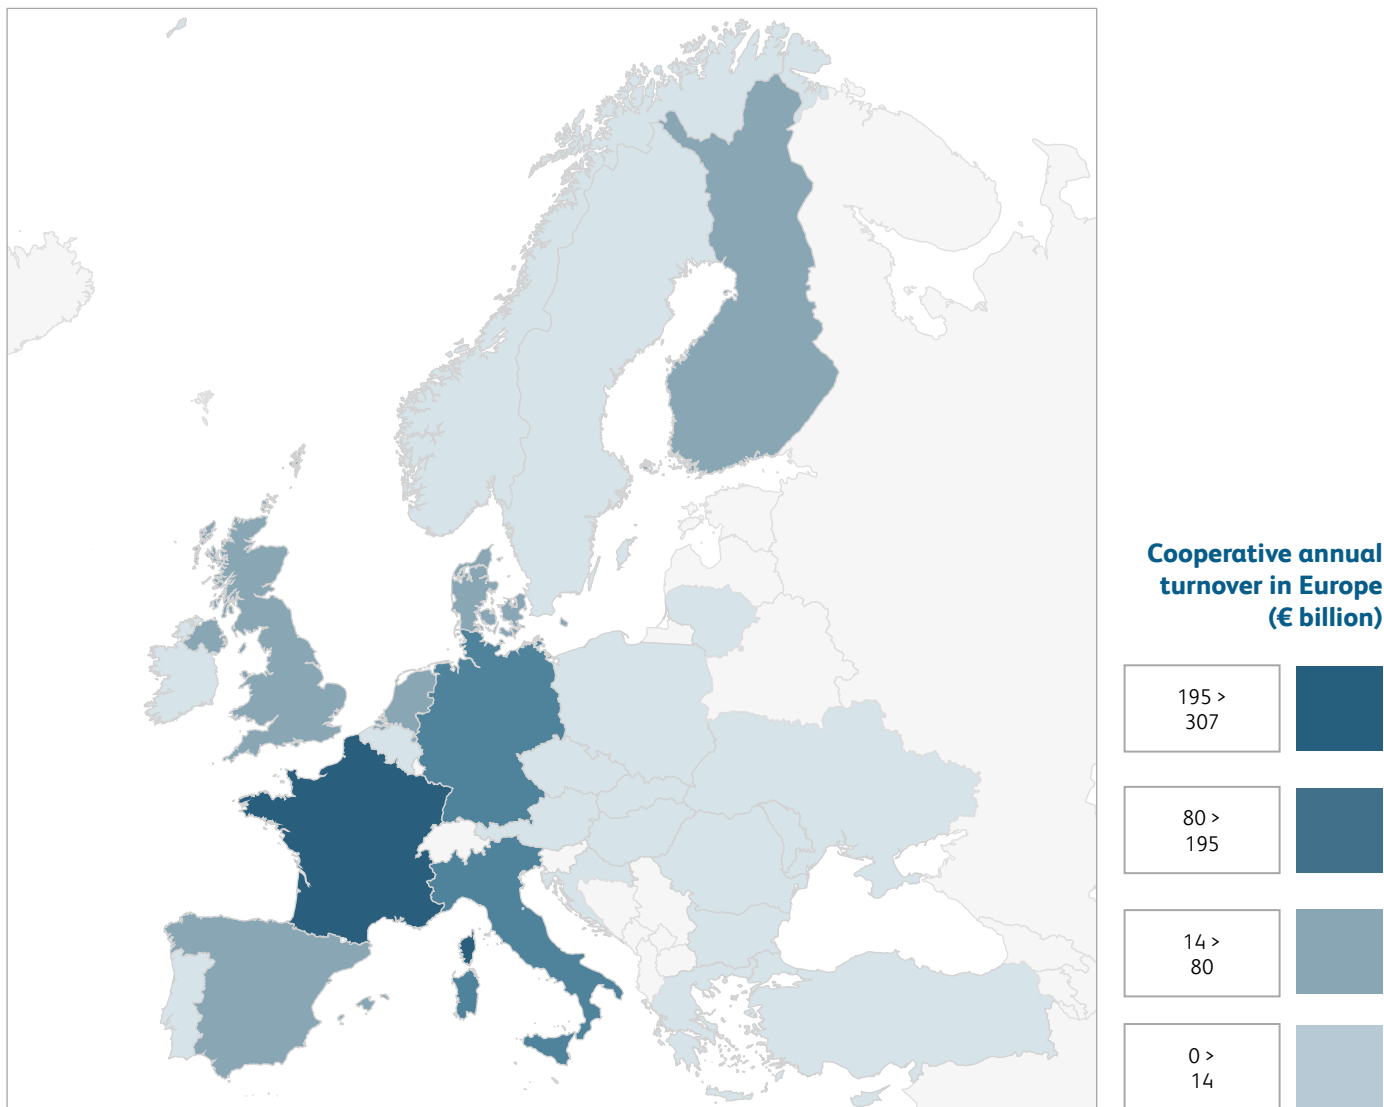 Cooperative annual
turnover in Europe
(€ billion)
195 >
307
80 >
195
14 >
80
0 >
14